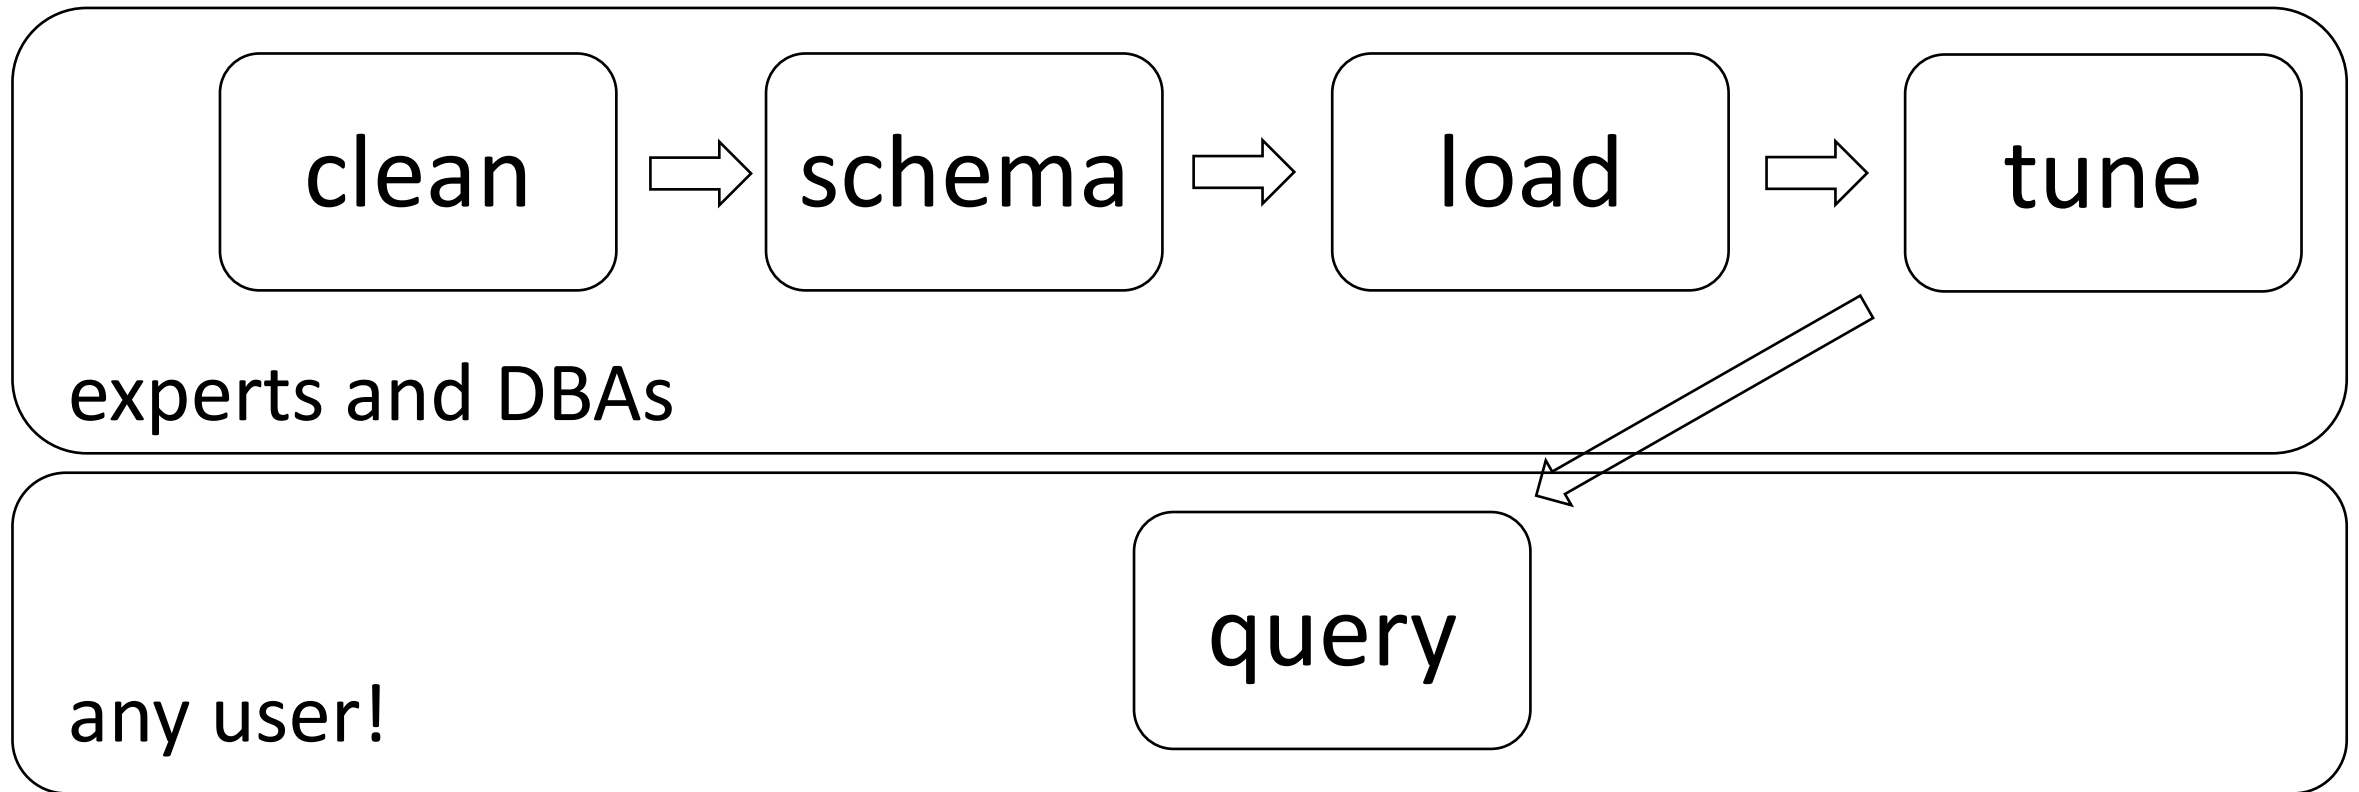 clean
schema
load
tune
experts and DBAs
query
any user!